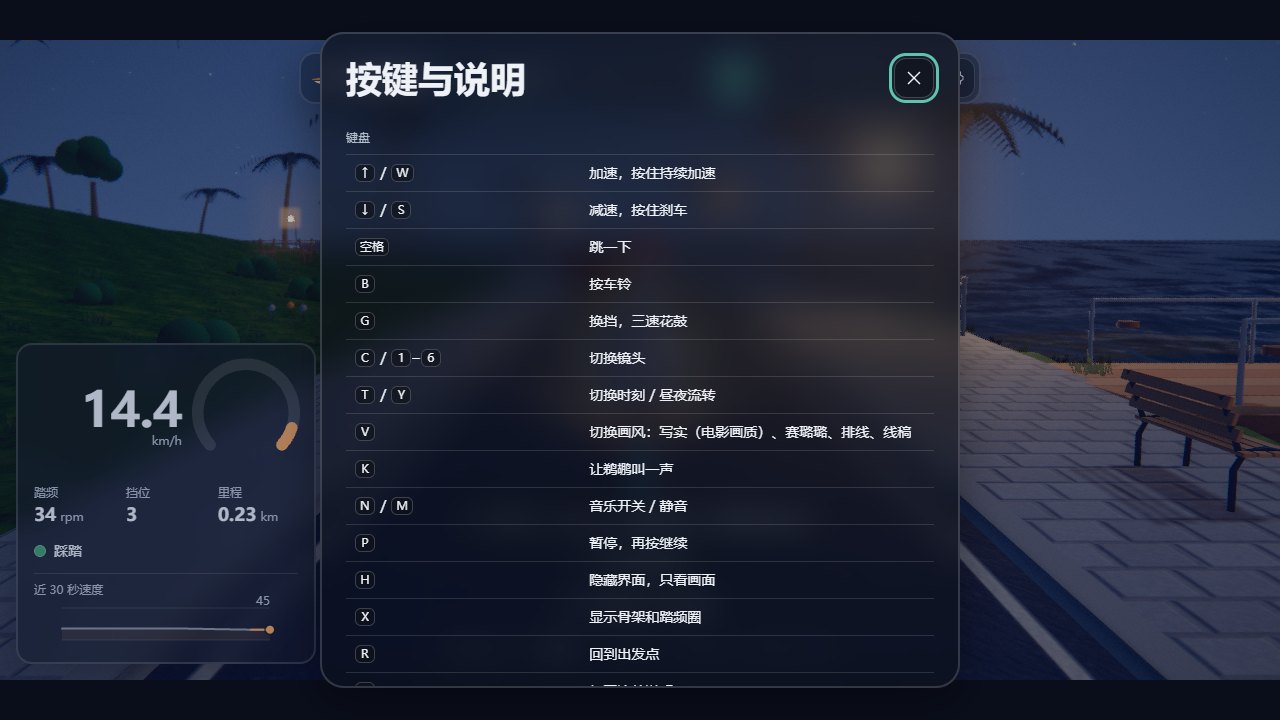 按键与说明
键盘
↑ / W 加速，按住持续加速
↓ / S 减速，按住刹车
空格 跳一下
B 按车铃
G 换挡，三速花鼓
C / 1 – 6 切换镜头
T / Y 切换时刻 / 昼夜流转
V 切换画风：写实（电影画质）、赛璐璐、排线、线稿
K 让鹈鹕叫一声
N / M 音乐开关 / 静音
P 暂停，再按继续
H 隐藏界面，只看画面
X 显示骨架和踏频圈
R 回到出发点
14.4
km/h
踏频 挡位 里程
34 rpm 3 0.23 km
踩踏
近 30 秒速度
45